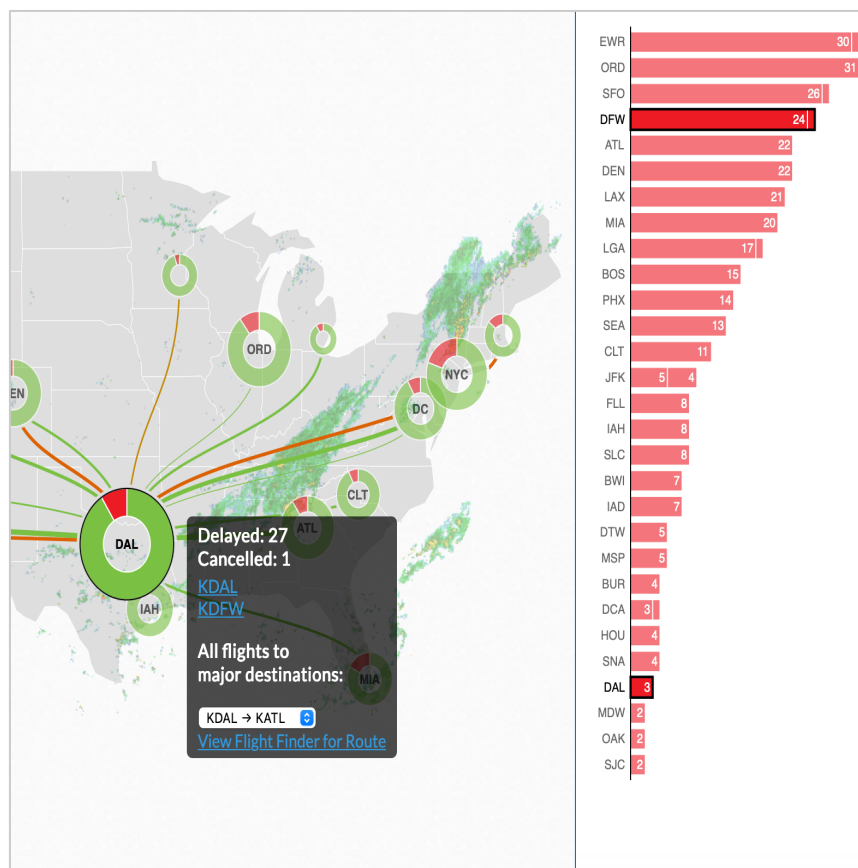 ORD
EN
NYC
DC
CLT
ATL
DAL
IAH
MIA
Delayed: 27
Cancelled: 1
KDAL
KDFW
All flights to
major destinations:
KDAL → KATL
View Flight Finder for Route
EWR 30
ORD 31
SFO 26
DFW 24
ATL 22
DEN 22
LAX 21
MIA 20
LGA 17
BOS 15
PHX 14
SEA 13
CLT 11
JFK 5 4
FLL 8
IAH 8
SLC 8
BWI 7
IAD 7
DTW 5
MSP 5
BUR 4
DCA 3
HOU 4
SNA 4
DAL 3
MDW 2
OAK 2
SJC 2